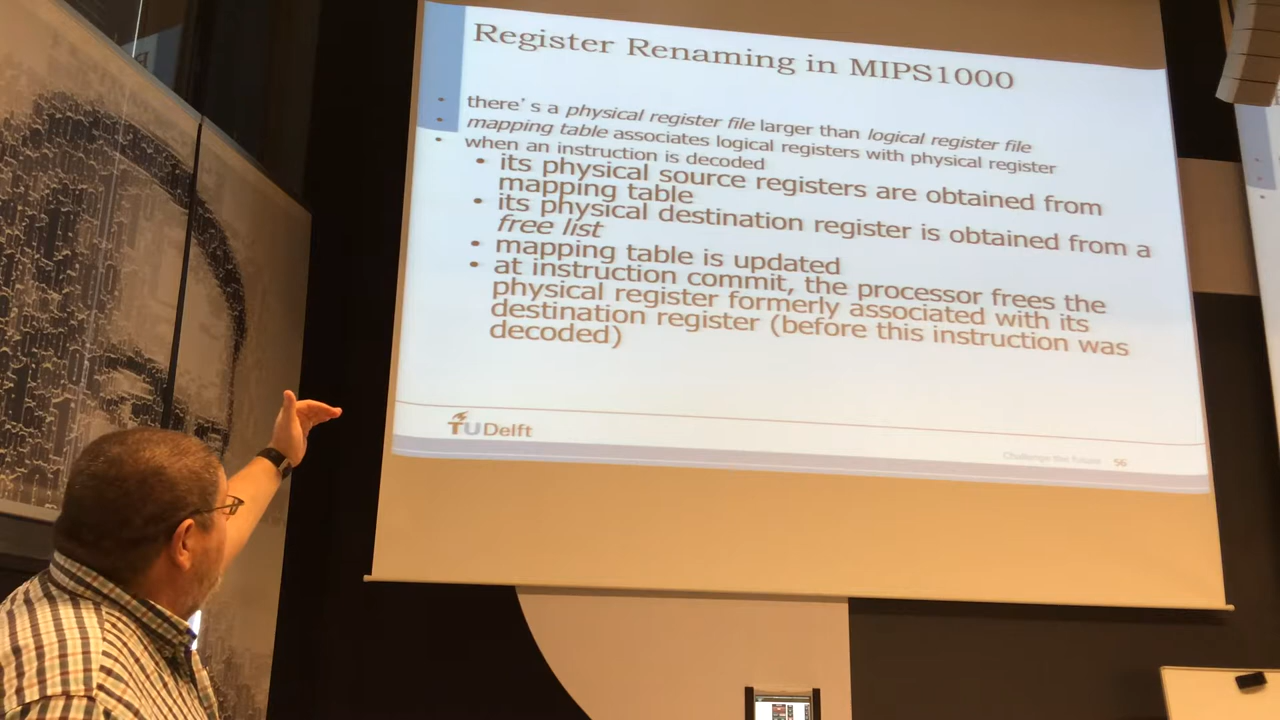 Register Renaming in MIPS1000
• there's a physical register file larger than logical register file
• mapping table associates logical registers with physical register
• when an instruction is decoded
• its physical source registers are obtained from
mapping table
• its physical destination register is obtained from a
free list
• mapping table is updated
• at instruction commit, the processor frees the
physical register formerly associated with its
destination register (before this instruction was
decoded)
TU Delft
Challenge the future 56